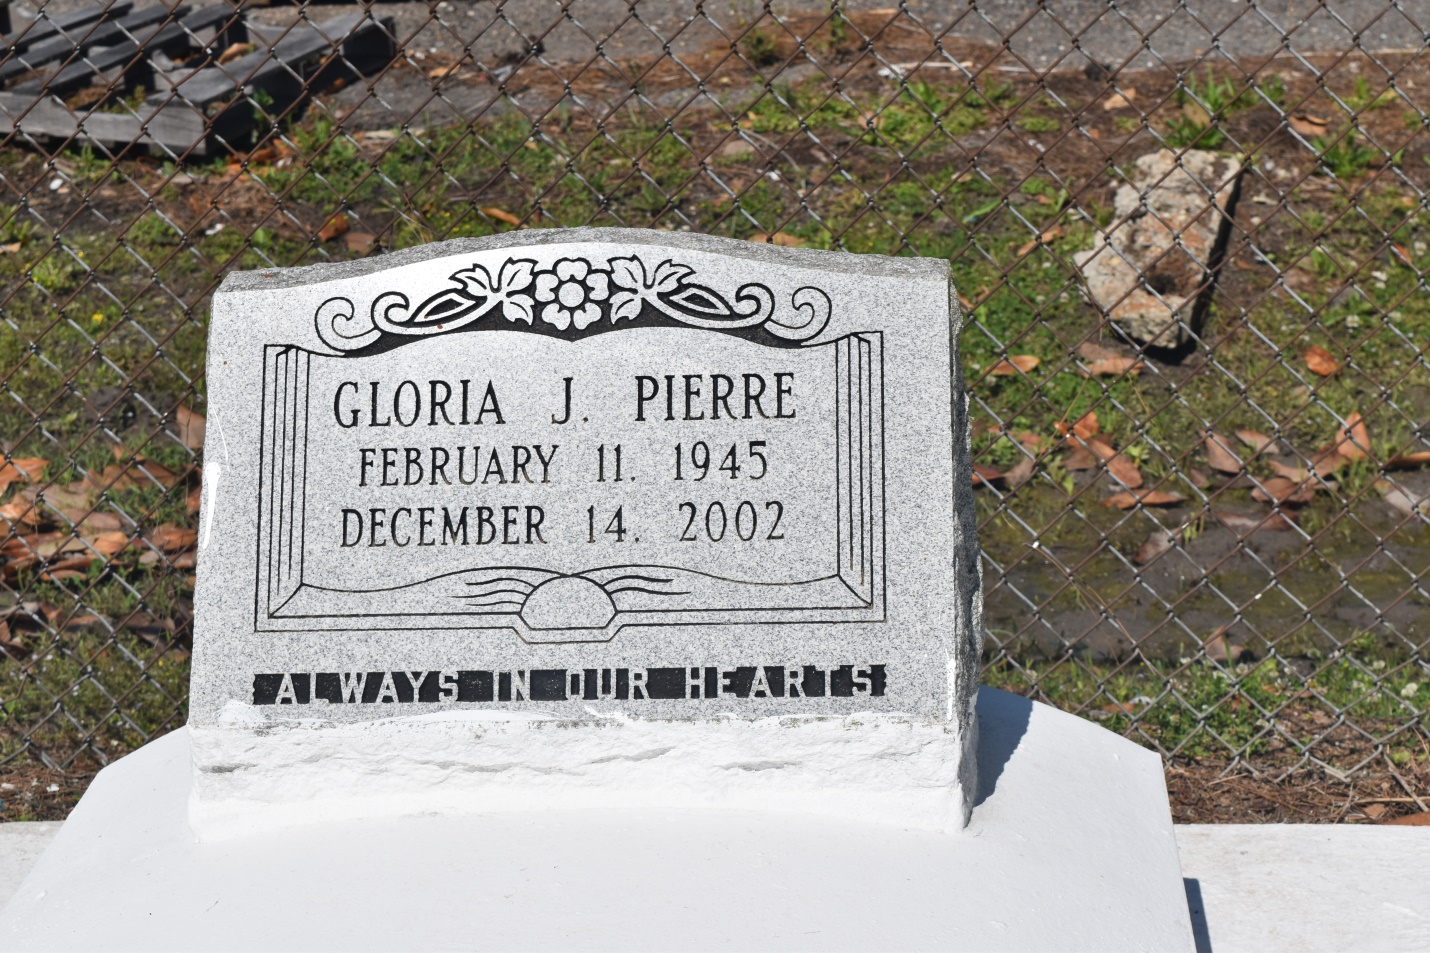 GLORIA J. PIERRE
FEBRUARY 11. 1945
DECEMBER 14. 2002
ALWAYS IN OUR HEARTS